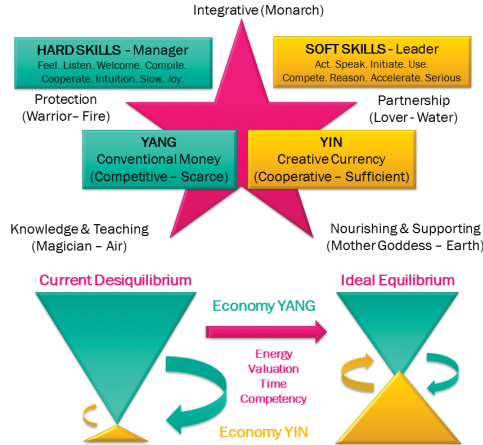 Integrative (Monarch)
HARD SKILLS - Manager
Feel. Listen. Welcome. Compile.
Cooperate. Intuition. Slow. Joy.
SOFT SKILLS - Leader
Act. Speak. Initiate. Use.
Compete. Reason. Accelerate. Serious
Protection
(Warrior– Fire)
Partnership
(Lover - Water)
YANG
Conventional Money
(Competitive – Scarce)
YIN
Creative Currency
(Cooperative – Sufficient)
Knowledge & Teaching
(Magician – Air)
Nourishing & Supporting
(Mother Goddess – Earth)
Current Desiquilibrium
Ideal Equilibrium
Economy YANG
Energy
Valuation
Time
Competency
Economy YIN